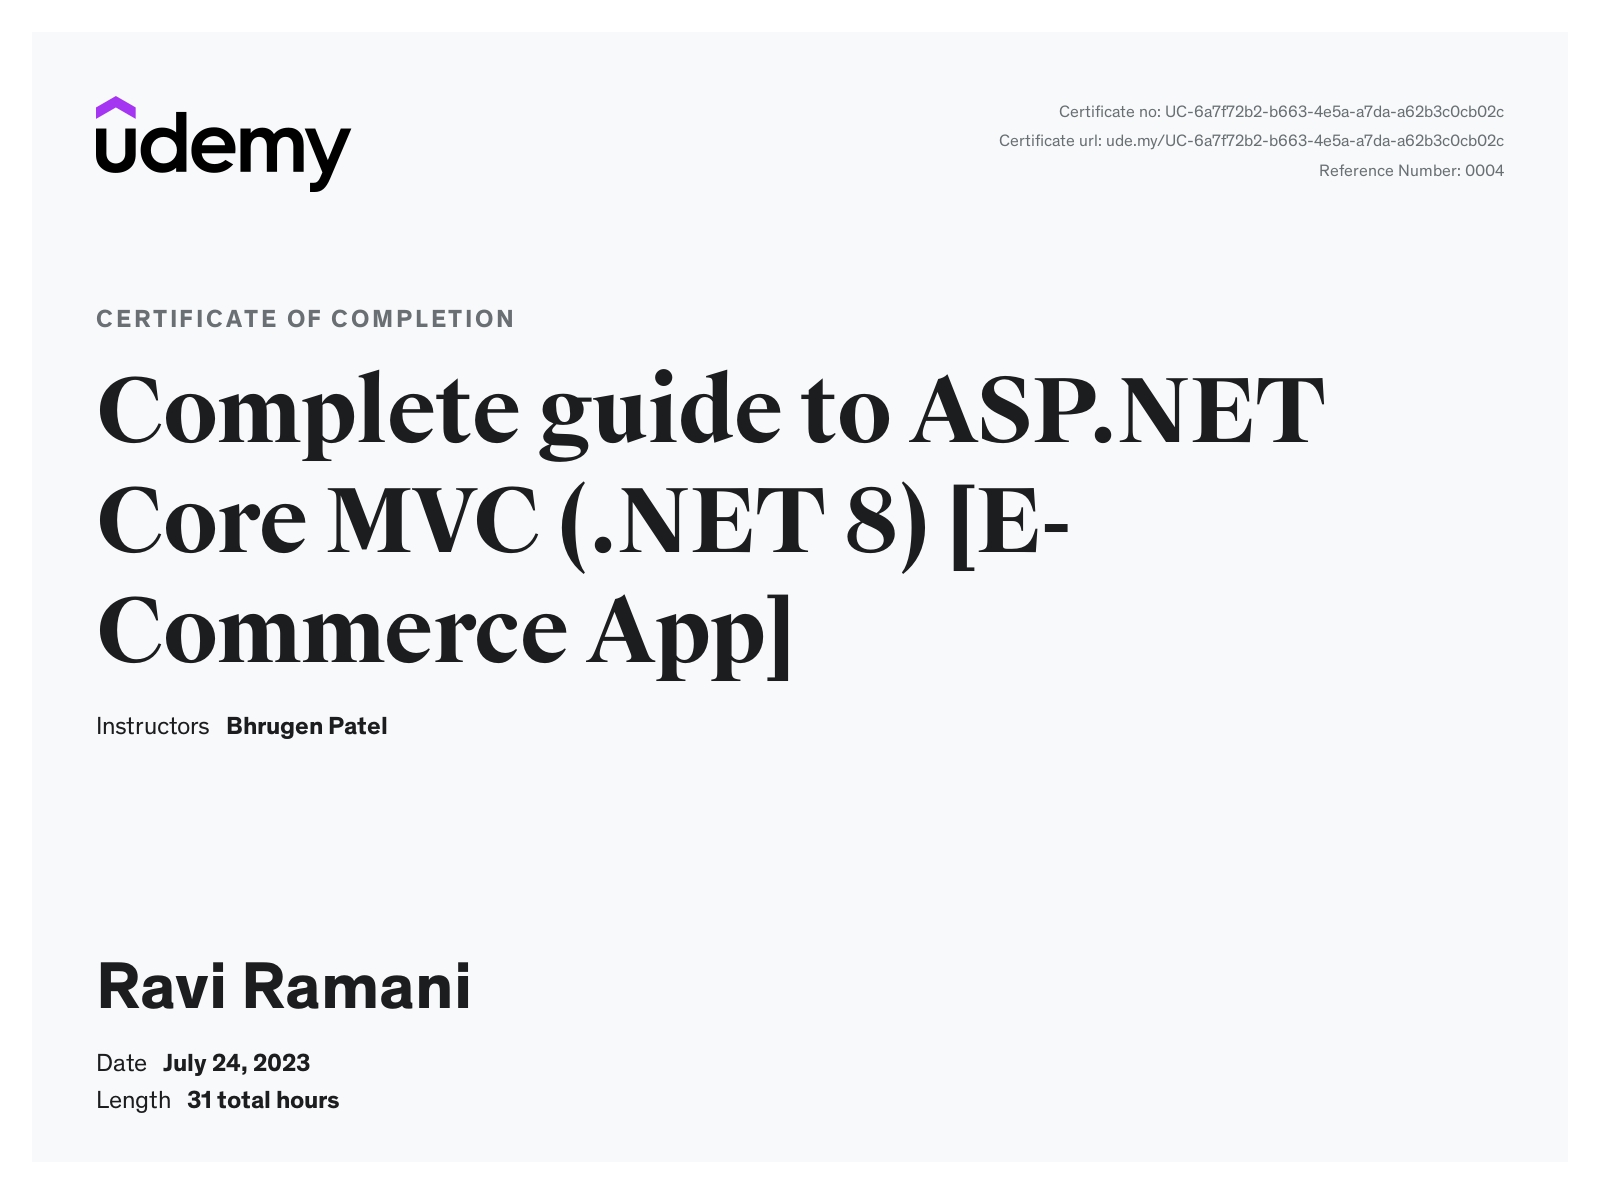 udemy
Certificate no: UC-6a7f72b2-b663-4e5a-a7da-a62b3c0cb02c
Certificate url: ude.my/UC-6a7f72b2-b663-4e5a-a7da-a62b3c0cb02c
Reference Number: 0004
CERTIFICATE OF COMPLETION
Complete guide to ASP.NET
Core MVC (.NET 8) [E-
Commerce App]
Instructors Bhrugen Patel
Ravi Ramani
Date July 24, 2023
Length 31 total hours